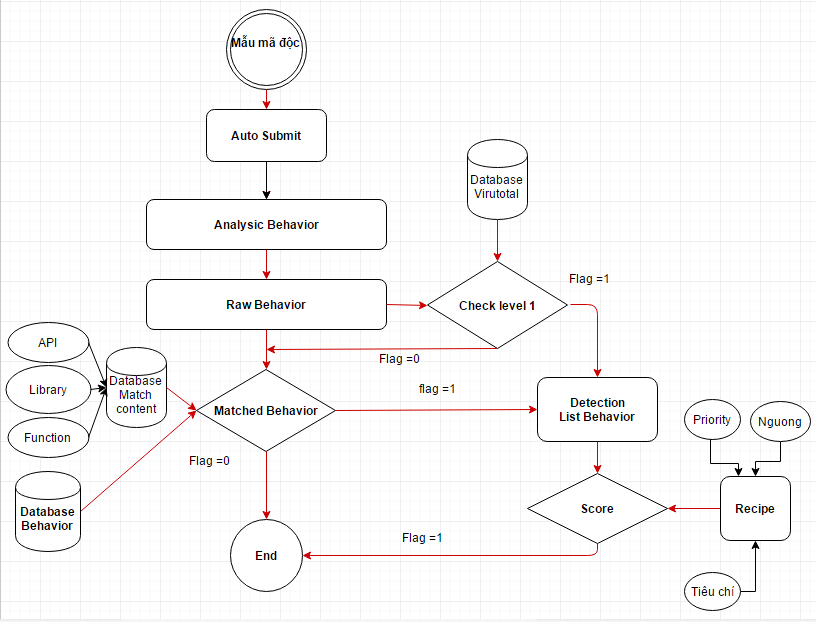 Mẫu mã độc
Auto Submit
Database
Virutotal
Analysic Behavior
Flag =1
Raw Behavior
Check level 1
API
Flag =0
Database
Match
content
Library
flag =1
Matched Behavior
Detection
List Behavior
Priority
Nguong
Function
Flag =0
Database
Behavior
Score
Recipe
Flag =1
End
Tiêu chí